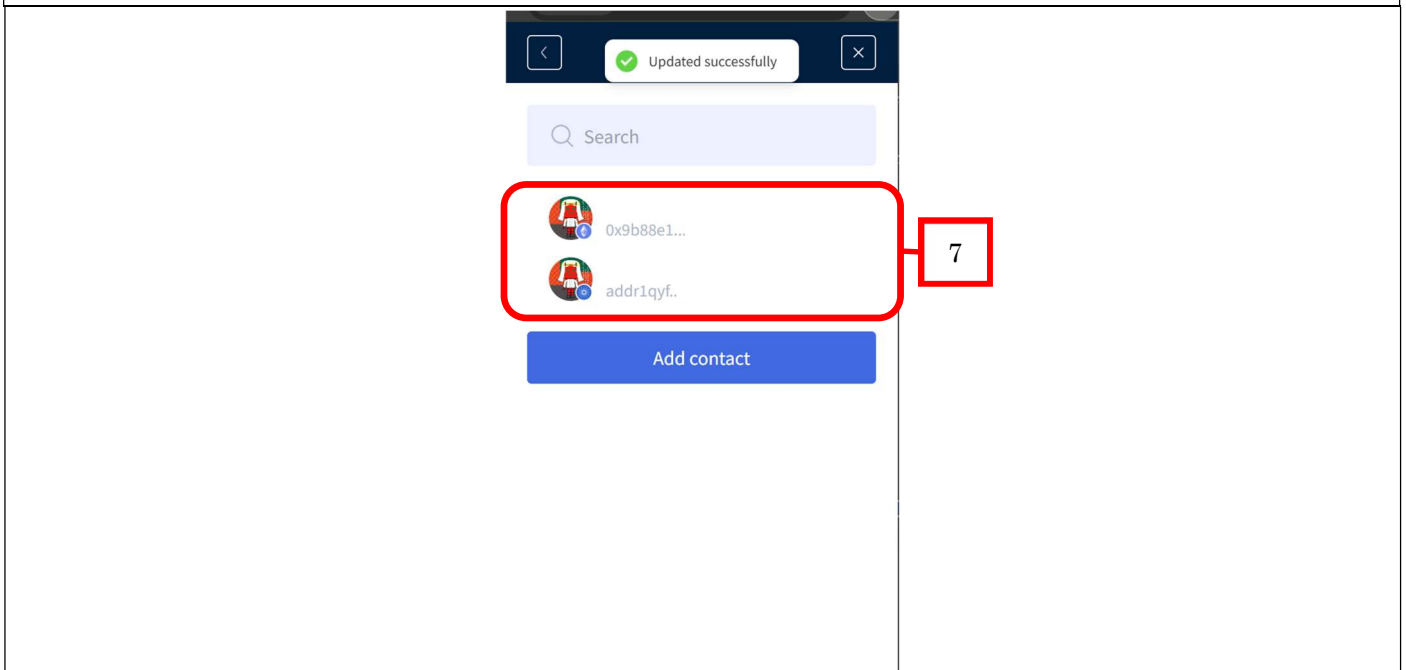 Updated successfully
Search
0x9b88e1...
7
addr1qyf..
Add contact